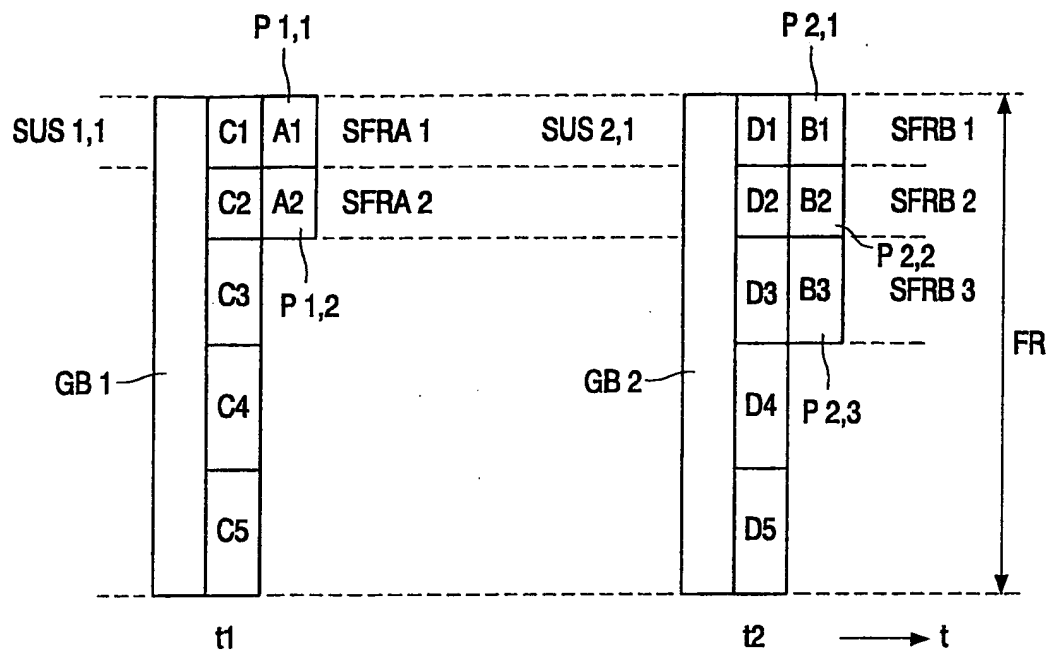 P 1,1 P 2,1
SUS 1,1 C1 A1 SFRA 1 SUS 2,1 D1 B1 SFRB 1
C2 A2 SFRA 2 D2 B2 SFRB 2
P 2,2
C3 P 1,2 D3 B3 SFRB 3
FR
GB 1 GB 2
C4 D4 P 2,3
C5 D5
t1 t2 t